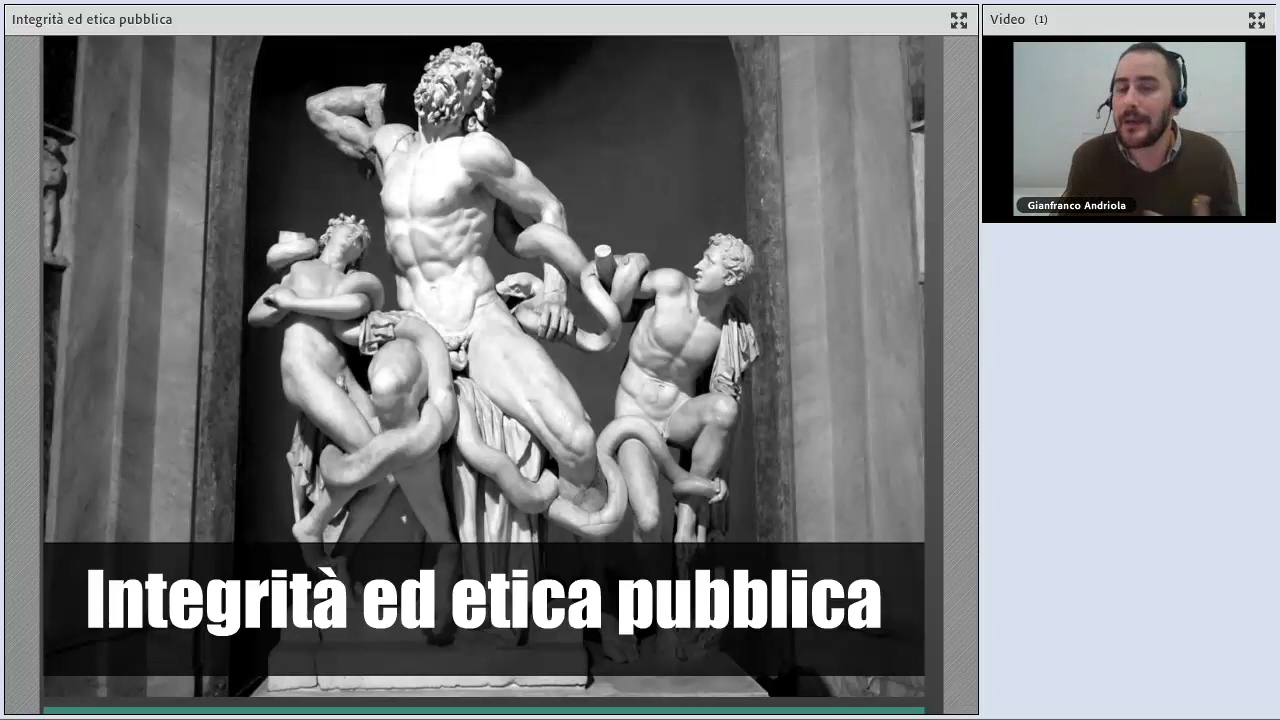 Integrità ed etica pubblica
Video (1)
Gianfranco Andriola
Integrità ed etica pubblica